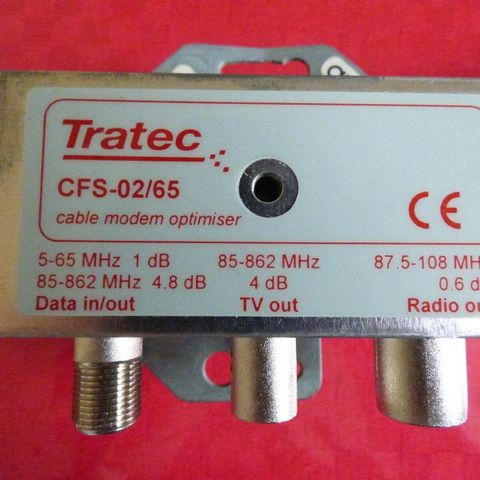 Tratec
CFS-02/65
cable modem optimiser
CE
5-65 MHz 1 dB 85-862 MHz 87.5-108 MH
85-862 MHz 4.8 dB 4 dB 0.6 d
Data in/out TV out Radio ou